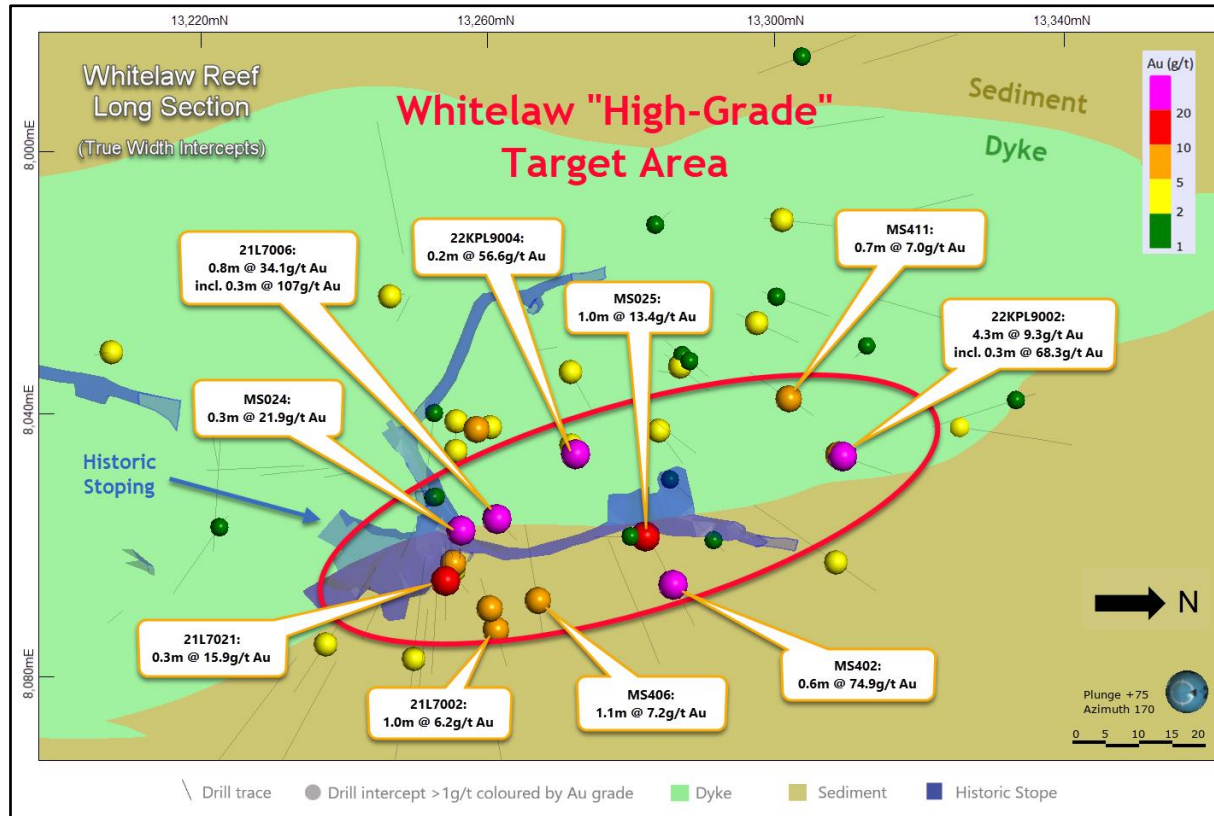 13,220mN
13,260mN
13,300mN
13,340mN
Whitelaw Reef
Long Section
(True Width Intercepts)
Whitelaw "High-Grade"
Target Area
Sediment
Dyke
Au (g/t)
20
10
5
2
1
8,000mE
8,040mE
8,080mE
21L7006:
0.8m @ 34.1g/t Au
incl. 0.3m @ 107g/t Au
22KPL9004:
0.2m @ 56.6g/t Au
MS411:
0.7m @ 7.0g/t Au
MS025:
1.0m @ 13.4g/t Au
22KPL9002:
4.3m @ 9.3g/t Au
incl. 0.3m @ 68.3g/t Au
MS024:
0.3m @ 21.9g/t Au
Historic
Stoping
N
21L7021:
0.3m @ 15.9g/t Au
21L7002:
1.0m @ 6.2g/t Au
MS406:
1.1m @ 7.2g/t Au
MS402:
0.6m @ 74.9g/t Au
Plunge +75
Azimuth 170
0 5 10 15 20
Drill trace
Drill intercept >1g/t coloured by Au grade
Dyke
Sediment
Historic Stope